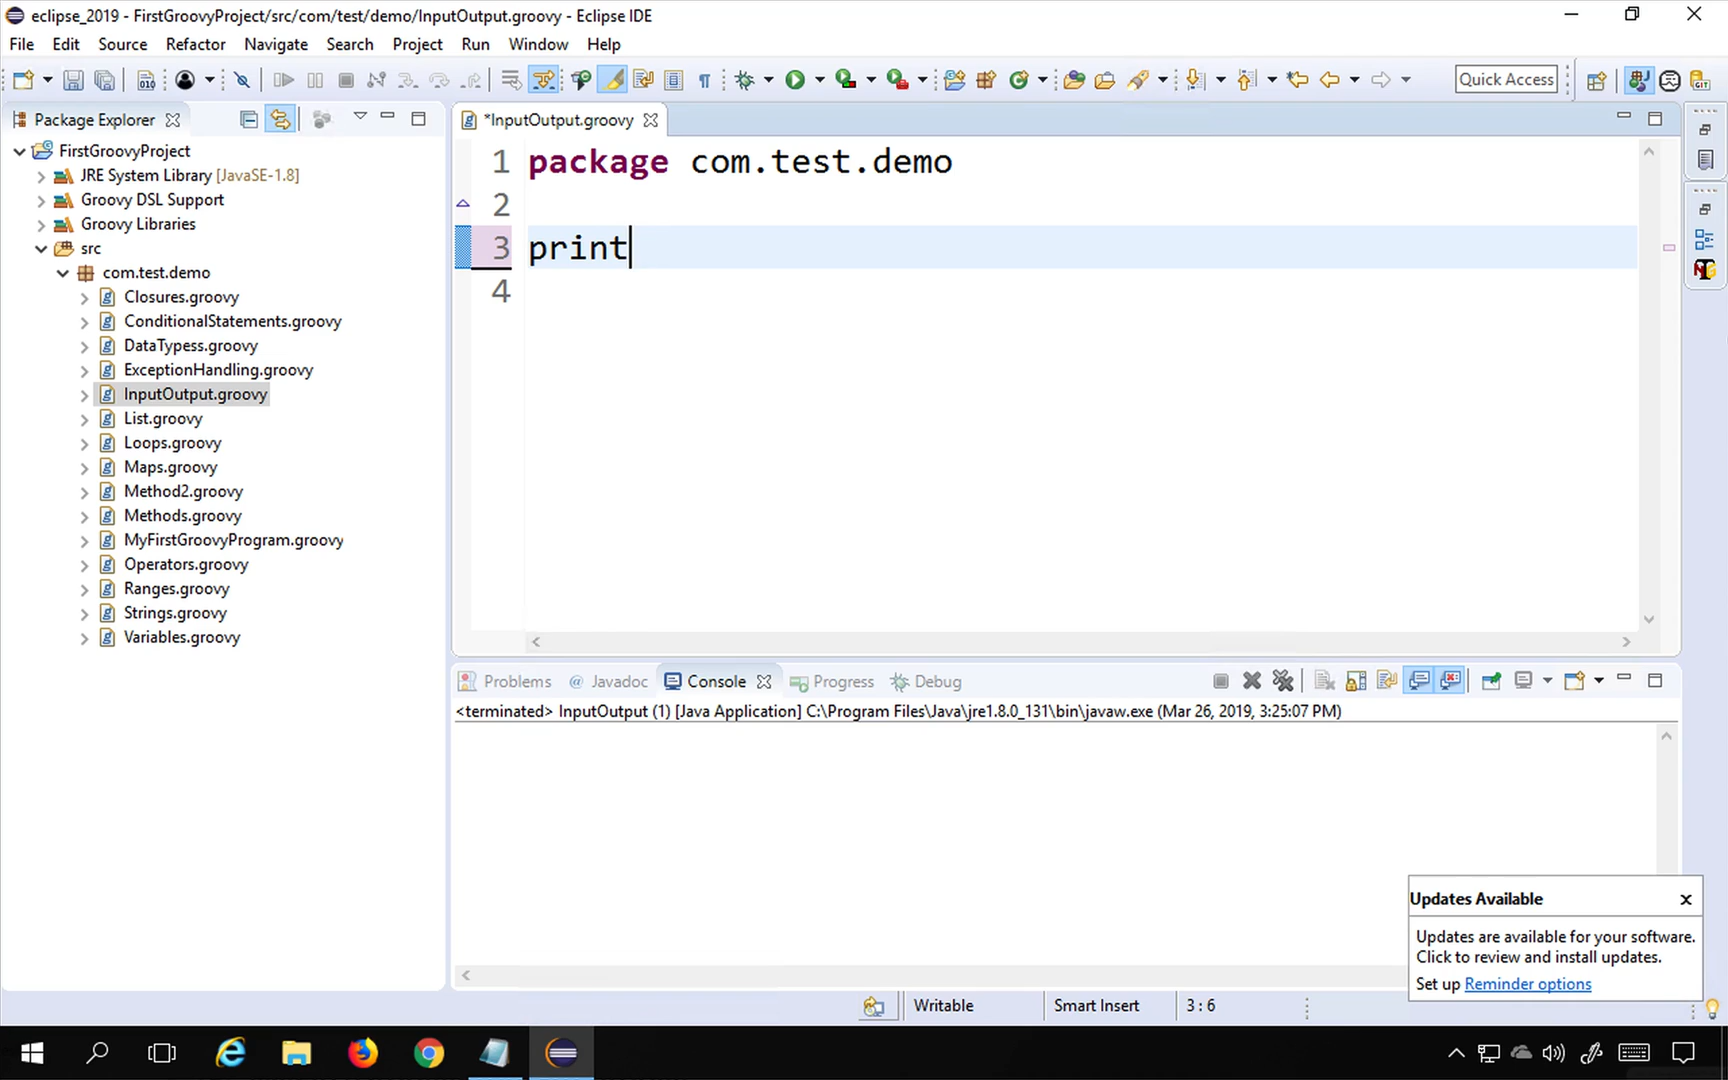 eclipse_2019 - FirstGroovyProject/src/com/test/demo/InputOutput.groovy - Eclipse IDE
File Edit Source Refactor Navigate Search Project Run Window Help
Quick Access
Package Explorer
FirstGroovyProject
JRE System Library [JavaSE-1.8]
Groovy DSL Support
Groovy Libraries
src
com.test.demo
Closures.groovy
ConditionalStatements.groovy
DataTypess.groovy
ExceptionHandling.groovy
InputOutput.groovy
List.groovy
Loops.groovy
Maps.groovy
Method2.groovy
Methods.groovy
MyFirstGroovyProgram.groovy
Operators.groovy
Ranges.groovy
Strings.groovy
Variables.groovy
*InputOutput.groovy
1 package com.test.demo
2
3 print
4
Problems @ Javadoc Console Progress Debug
<terminated> InputOutput (1) [Java Application] C:\Program Files\Java\jre1.8.0_131\bin\javaw.exe (Mar 26, 2019, 3:25:07 PM)
Updates Available
Updates are available for your software.
Click to review and install updates.
Set up Reminder options
Writable Smart Insert 3 : 6